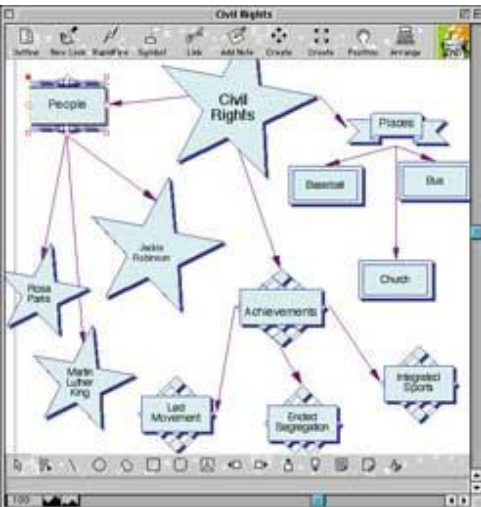 Civil Rights
Outline New Look RapidFire Symbol Link Add Note Create Create Position Arrange
People
Civil
Rights
Places
Baseball
Bus
Jackie
Robinson
Rosa
Parks
Church
Achievements
Martin
Luther
King
Integrated
Sports
Led
Movement
Ended
Segregation
100